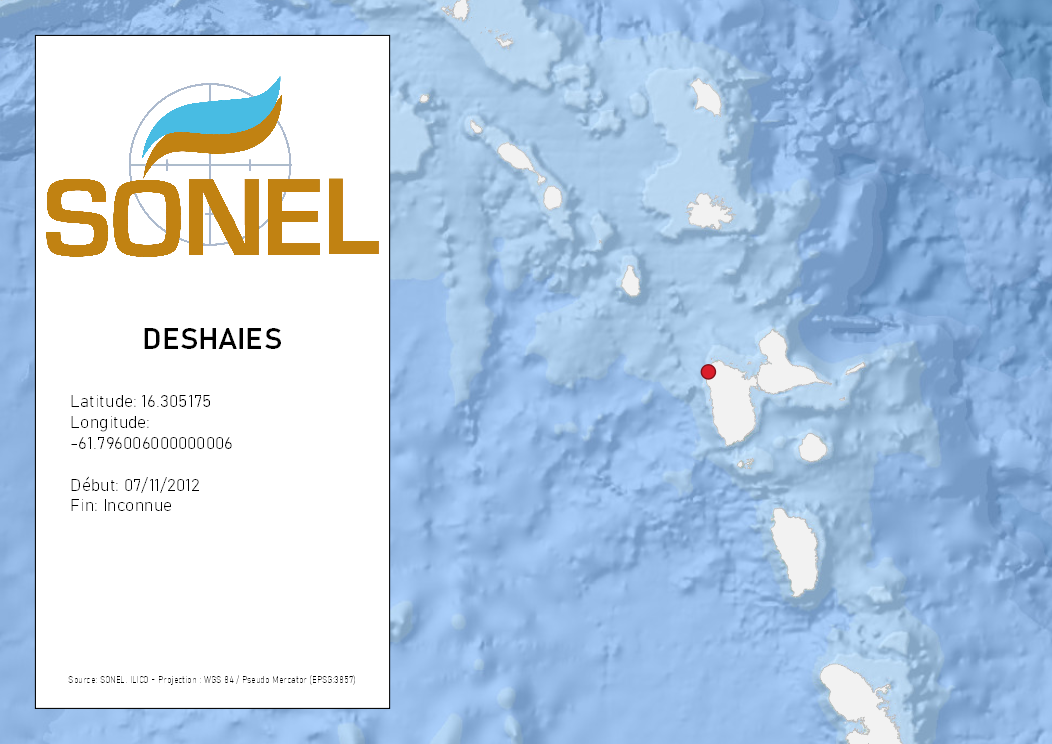 SONEL
DESHAIES
Latitude: 16.305175
Longitude:
-61.796006000000006
Début: 07/11/2012
Fin: Inconnue
Source: SONEL, ILICO - Projection : WGS 84 / Pseudo Mercator (EPSG:3857)